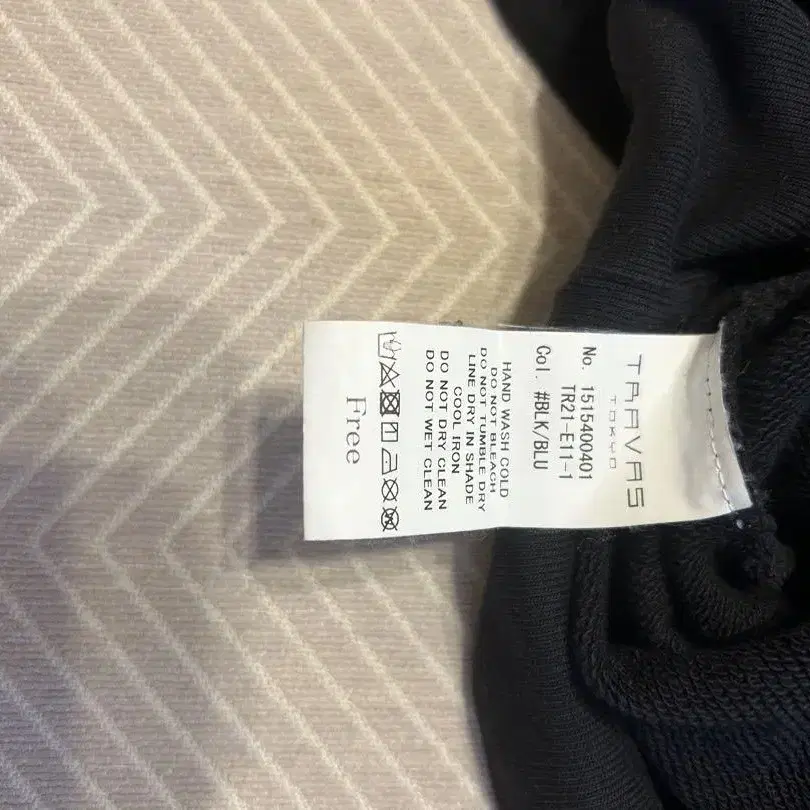 TRAVAS
TOKYO
No. 1515400401
TR21-E11-1
Col. #BLK/BLU
HAND WASH COLD
DO NOT BLEACH
DO NOT TUMBLE DRY
LINE DRY IN SHADE
COOL IRON
DO NOT DRY CLEAN
DO NOT WET CLEAN
Free